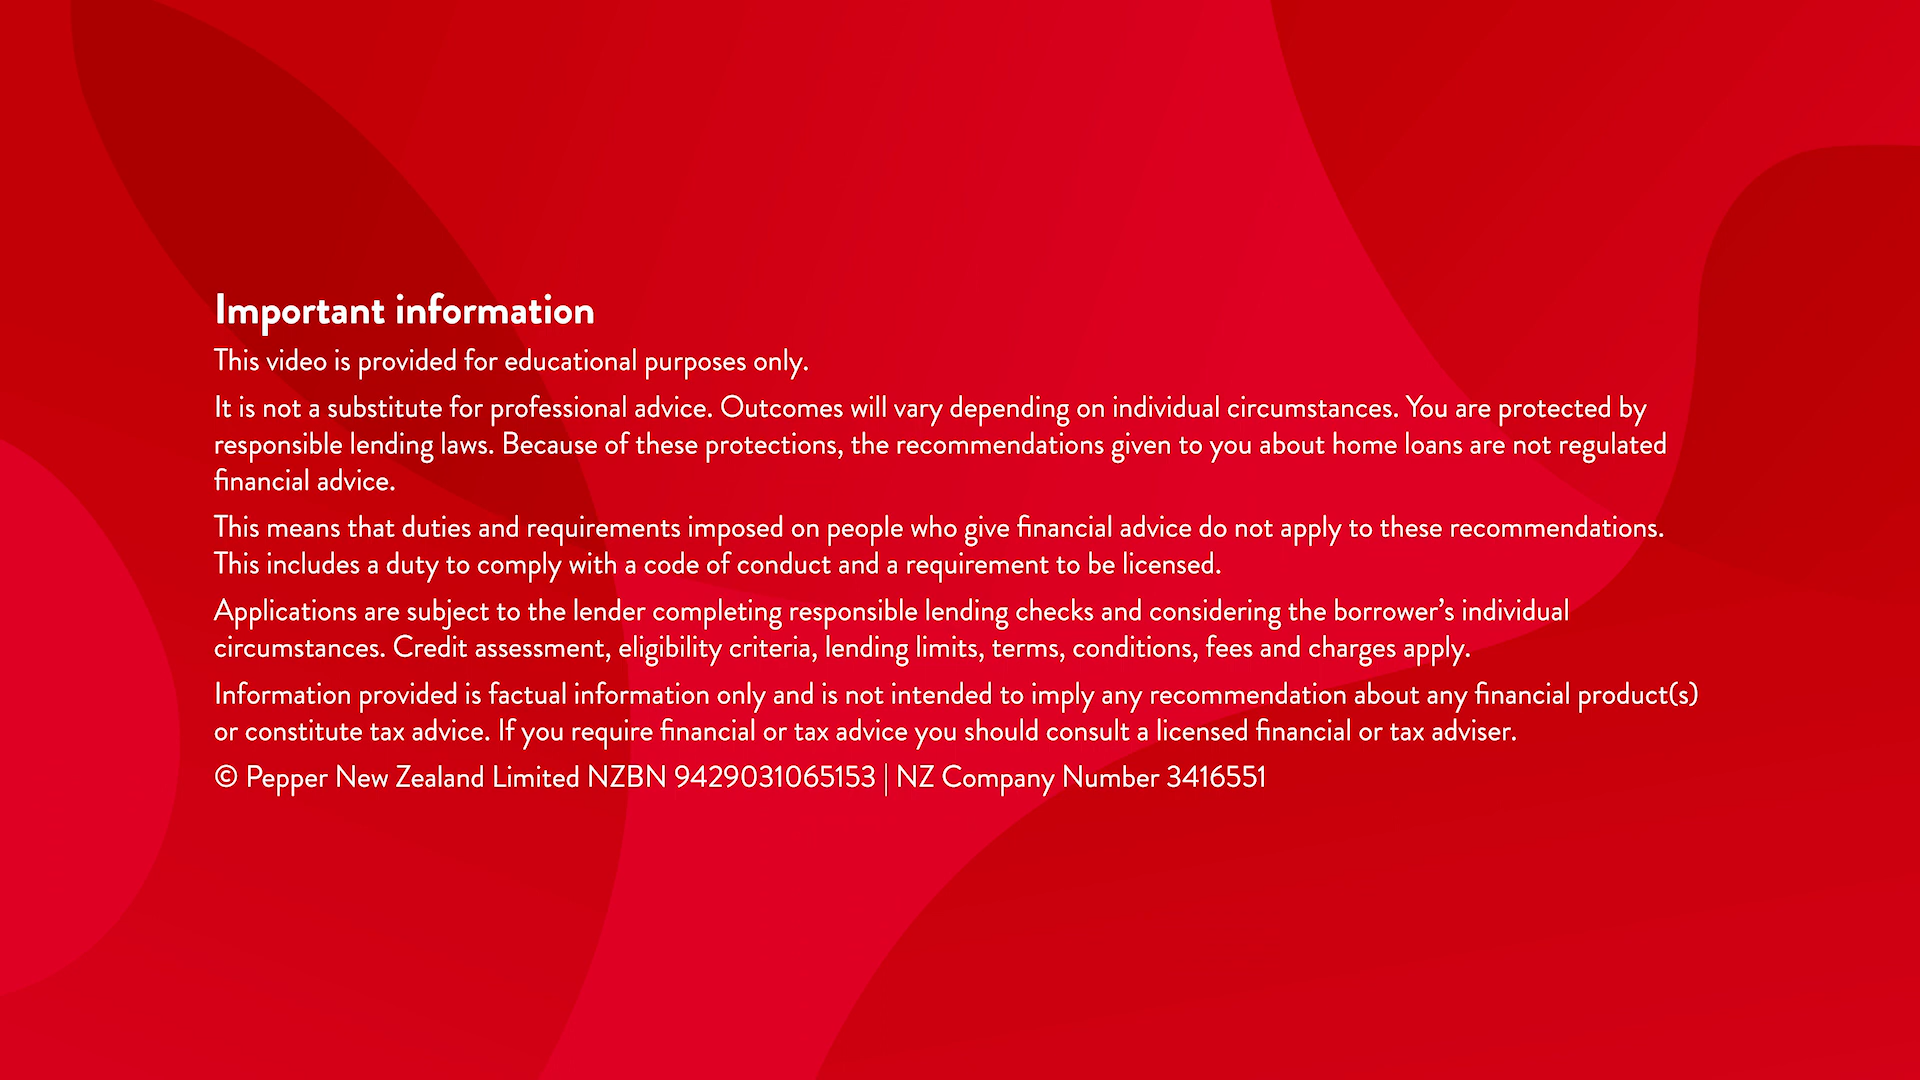 Important information
This video is provided for educational purposes only.
It is not a substitute for professional advice. Outcomes will vary depending on individual circumstances. You are protected by
responsible lending laws. Because of these protections, the recommendations given to you about home loans are not regulated
financial advice.
This means that duties and requirements imposed on people who give financial advice do not apply to these recommendations.
This includes a duty to comply with a code of conduct and a requirement to be licensed.
Applications are subject to the lender completing responsible lending checks and considering the borrower’s individual
circumstances. Credit assessment, eligibility criteria, lending limits, terms, conditions, fees and charges apply.
Information provided is factual information only and is not intended to imply any recommendation about any financial product(s)
or constitute tax advice. If you require financial or tax advice you should consult a licensed financial or tax adviser.
© Pepper New Zealand Limited NZBN 9429031065153 | NZ Company Number 3416551